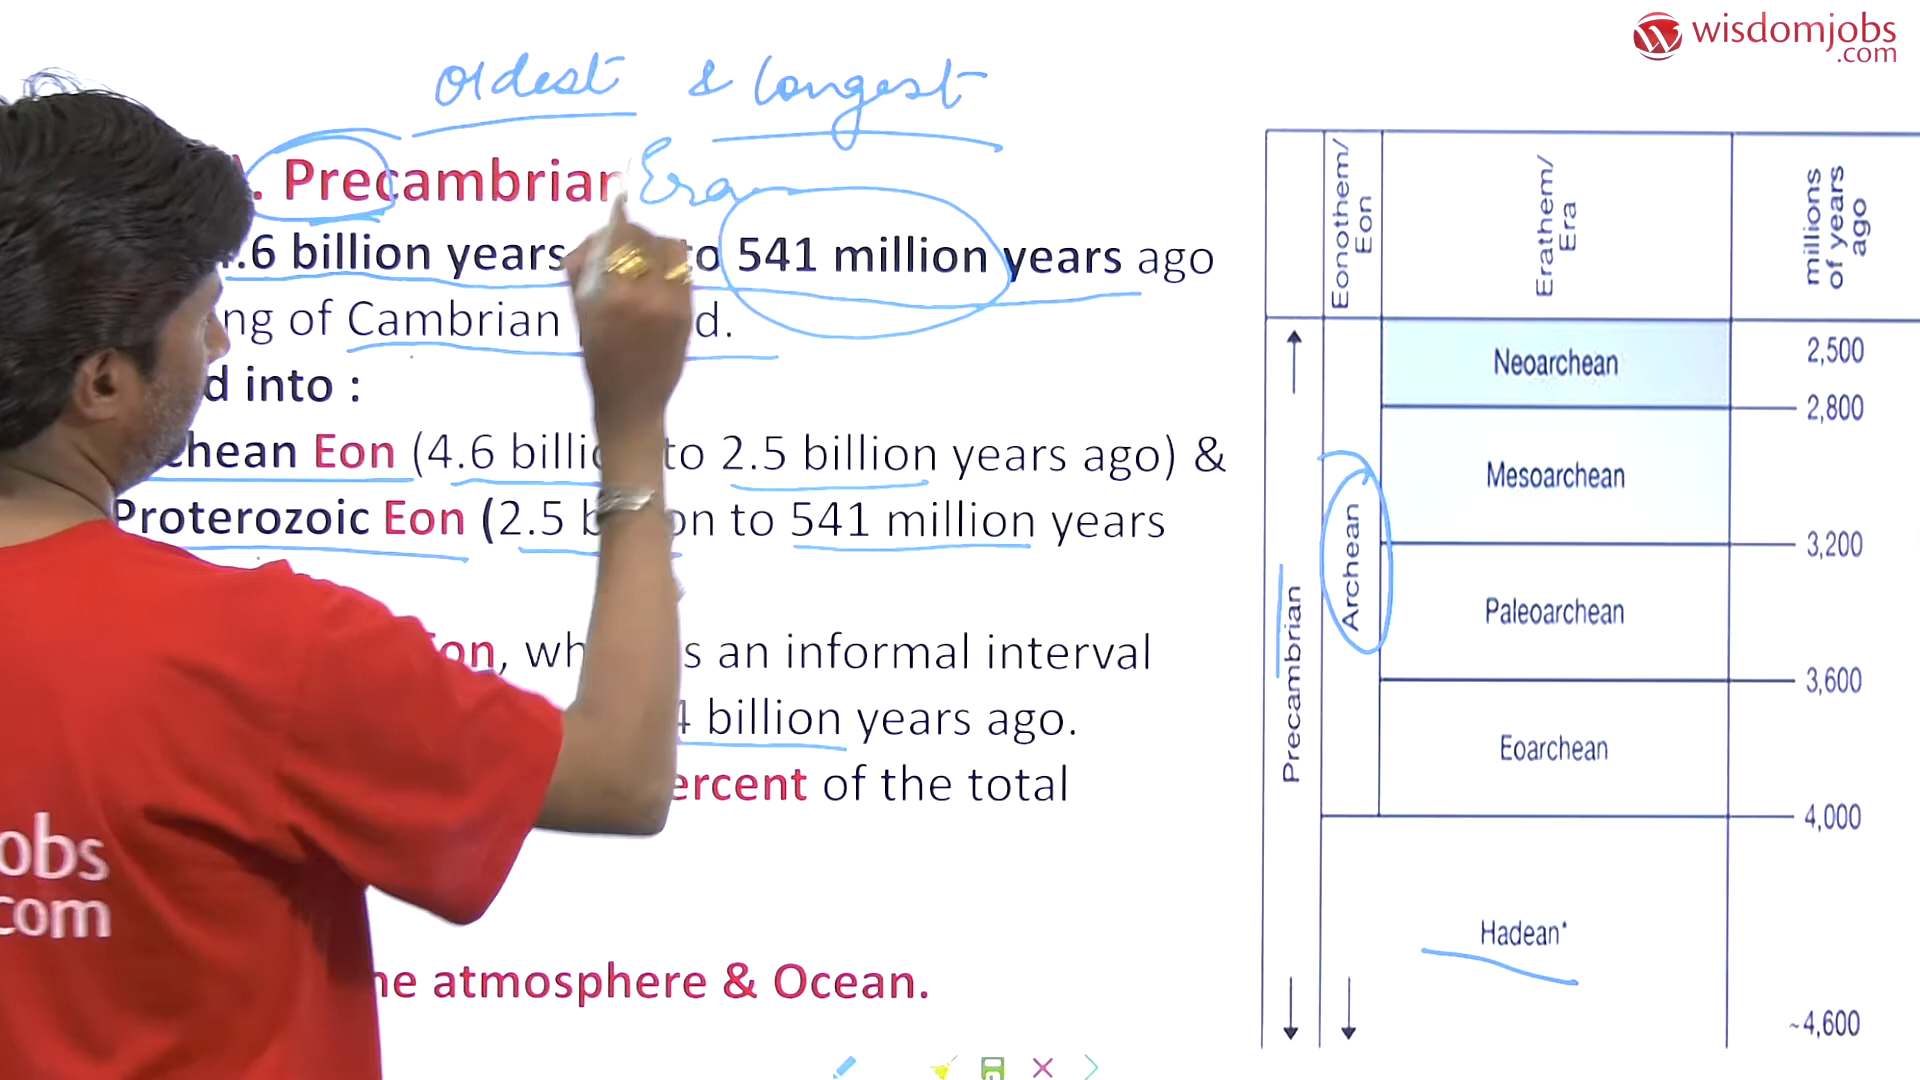 wisdomjobs
.com
oldest & longest
Precambrian Era
.6 billion years to 541 million years ago
ng of Cambrian d.
d into :
chean Eon (4.6 billi to 2.5 billion years ago) &
Proterozoic Eon (2.5 b on to 541 million years
on, wh s an informal interval
4 billion years ago.
ercent of the total
he atmosphere & Ocean.
obs
.com
Eonothem/
Eon
Erathem/
Era
millions
of years
ago
Precambrian
Archean
Neoarchean
2,500
2,800
Mesoarchean
3,200
Paleoarchean
3,600
Eoarchean
4,000
Hadean*
~4,600